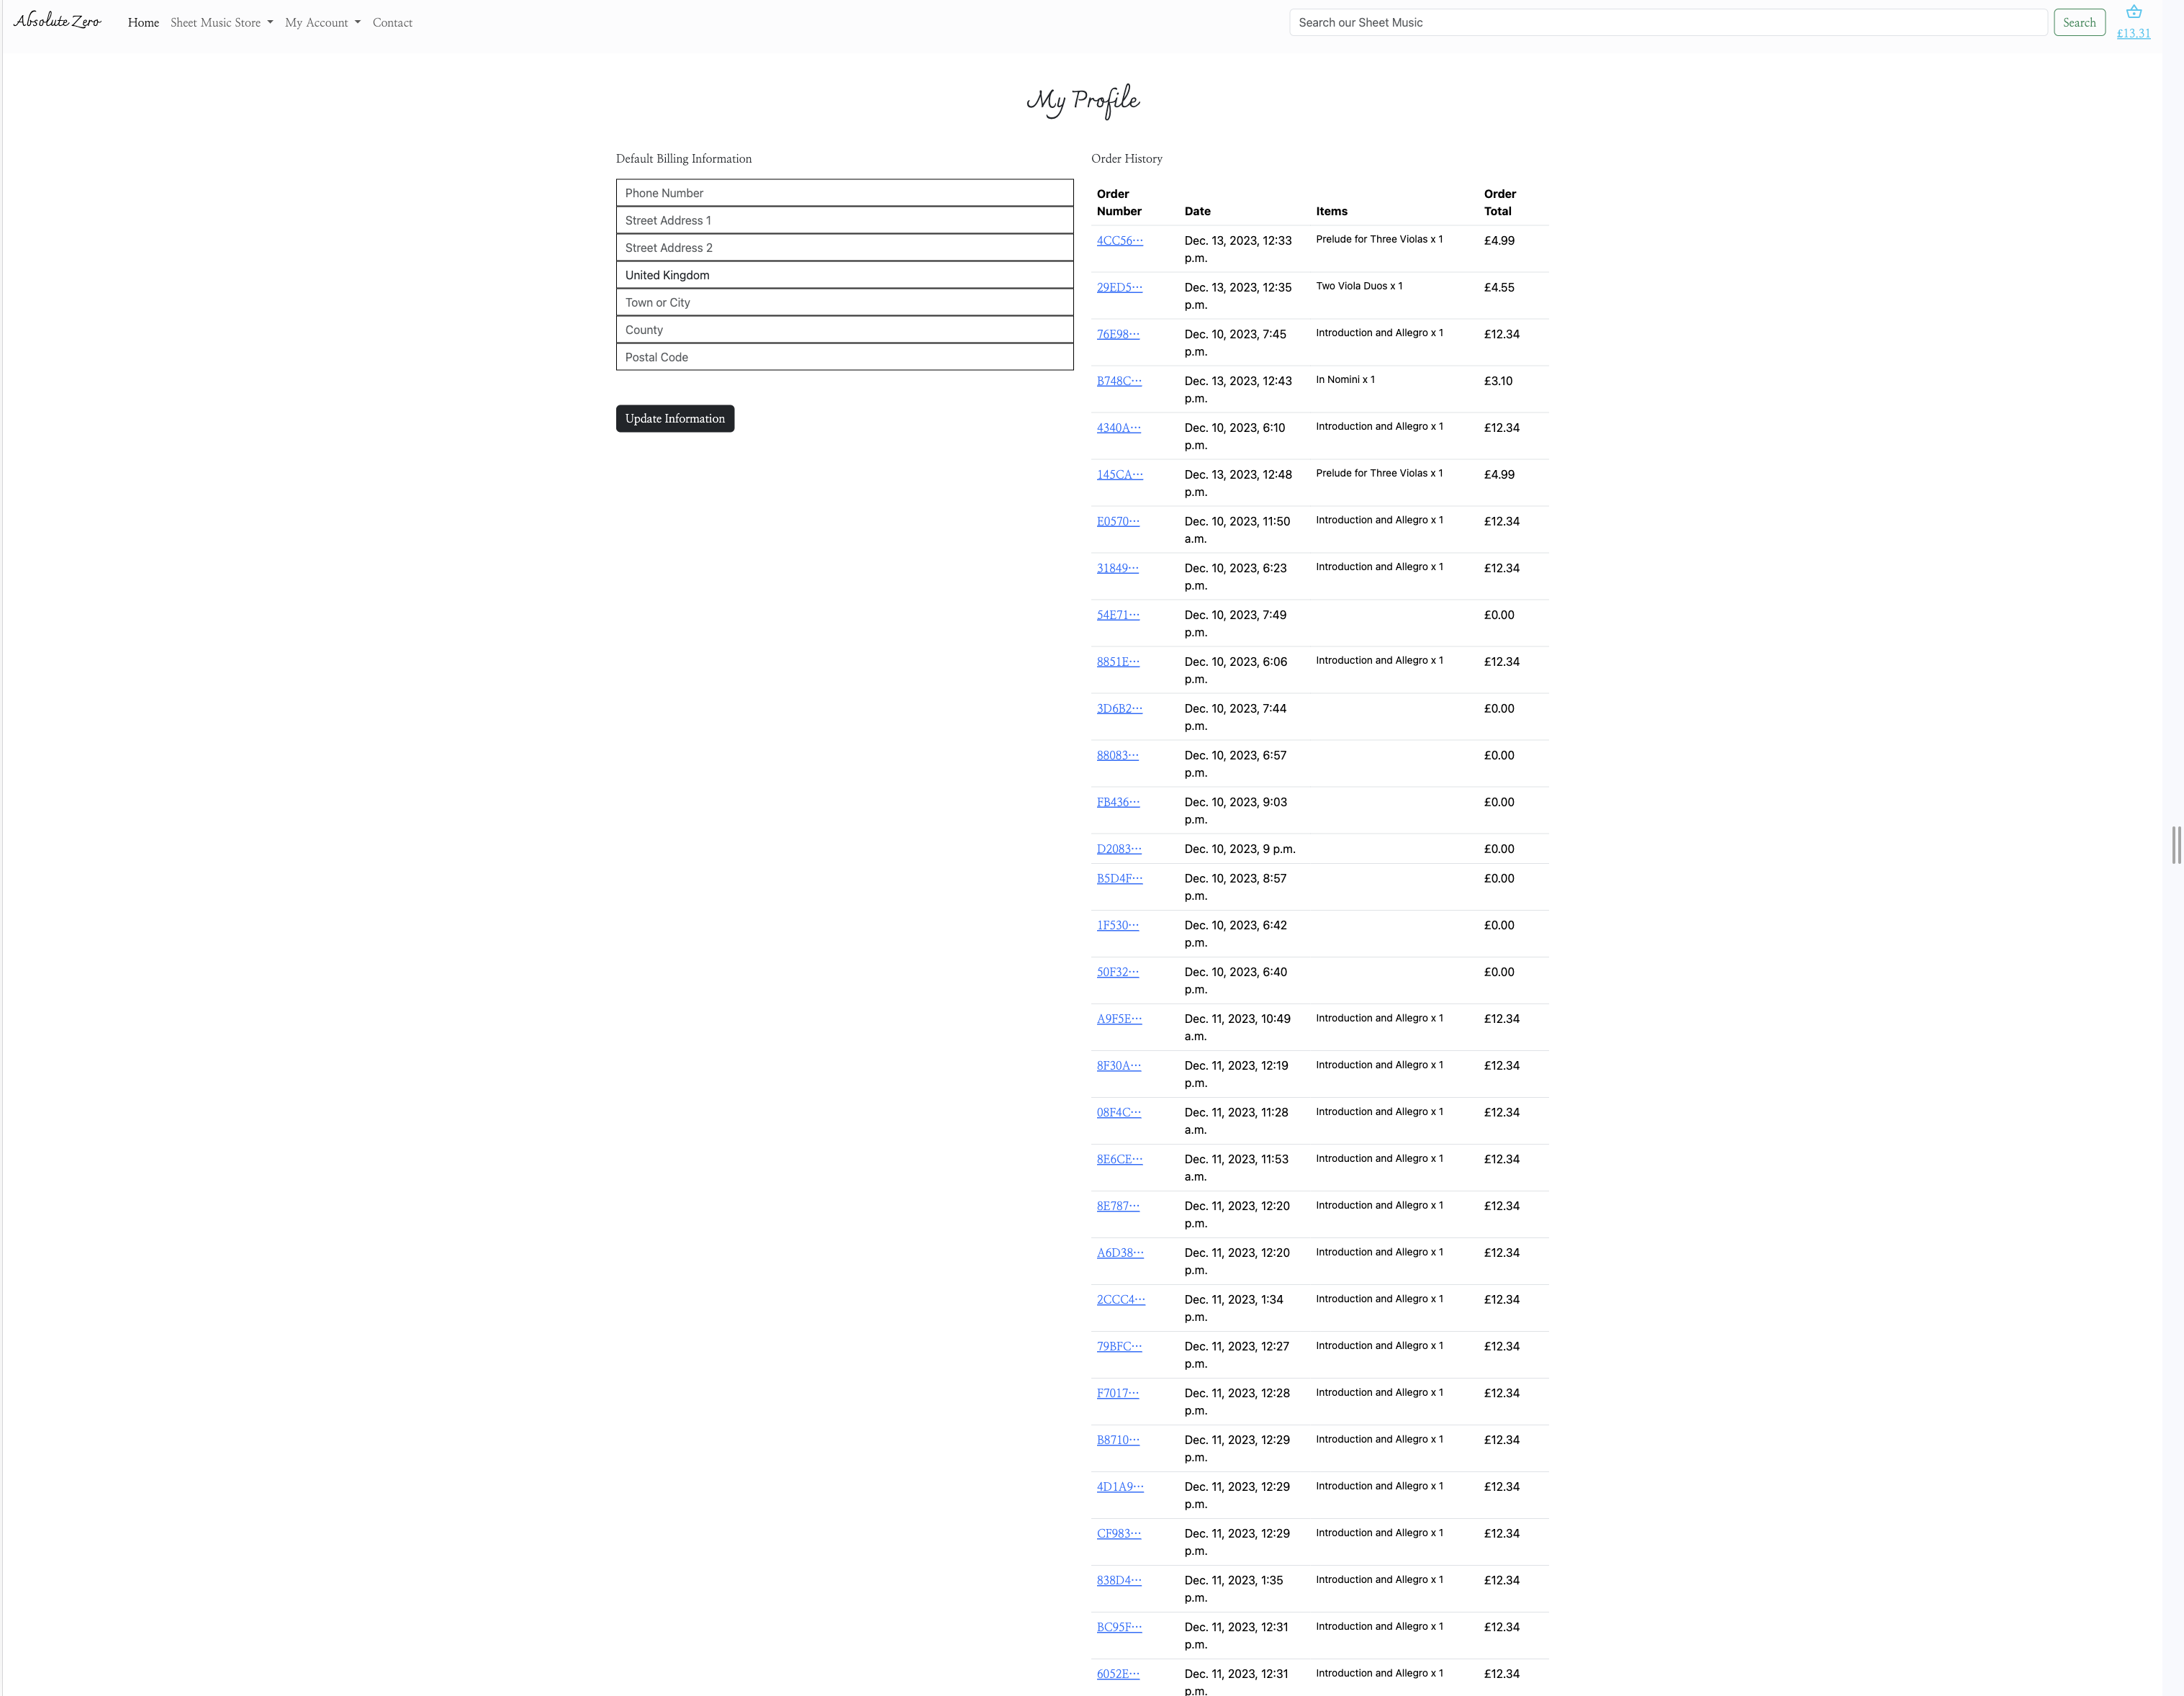 Absolute Zero Home Sheet Music Store My Account Contact Search our Sheet Music Search £13.31
My Profile
Default Billing Information
Phone Number
Street Address 1
Street Address 2
United Kingdom
Town or City
County
Postal Code
Update Information
Order History
Order Number Date Items Order Total
4CC56… Dec. 13, 2023, 12:33 p.m. Prelude for Three Violas x 1 £4.99
29ED5… Dec. 13, 2023, 12:35 p.m. Two Viola Duos x 1 £4.55
76E98… Dec. 10, 2023, 7:45 p.m. Introduction and Allegro x 1 £12.34
B748C… Dec. 13, 2023, 12:43 p.m. In Nomini x 1 £3.10
4340A… Dec. 10, 2023, 6:10 p.m. Introduction and Allegro x 1 £12.34
145CA… Dec. 13, 2023, 12:48 p.m. Prelude for Three Violas x 1 £4.99
E0570… Dec. 10, 2023, 11:50 a.m. Introduction and Allegro x 1 £12.34
31849… Dec. 10, 2023, 6:23 p.m. Introduction and Allegro x 1 £12.34
54E71… Dec. 10, 2023, 7:49 p.m. £0.00
8851E… Dec. 10, 2023, 6:06 p.m. Introduction and Allegro x 1 £12.34
3D6B2… Dec. 10, 2023, 7:44 p.m. £0.00
88083… Dec. 10, 2023, 6:57 p.m. £0.00
FB436… Dec. 10, 2023, 9:03 p.m. £0.00
D2083… Dec. 10, 2023, 9 p.m. £0.00
B5D4F… Dec. 10, 2023, 8:57 p.m. £0.00
1F530… Dec. 10, 2023, 6:42 p.m. £0.00
50F32… Dec. 10, 2023, 6:40 p.m. £0.00
A9F5E… Dec. 11, 2023, 10:49 a.m. Introduction and Allegro x 1 £12.34
8F30A… Dec. 11, 2023, 12:19 p.m. Introduction and Allegro x 1 £12.34
08F4C… Dec. 11, 2023, 11:28 a.m. Introduction and Allegro x 1 £12.34
8E6CE… Dec. 11, 2023, 11:53 a.m. Introduction and Allegro x 1 £12.34
8E787… Dec. 11, 2023, 12:20 p.m. Introduction and Allegro x 1 £12.34
A6D38… Dec. 11, 2023, 12:20 p.m. Introduction and Allegro x 1 £12.34
2CCC4… Dec. 11, 2023, 1:34 p.m. Introduction and Allegro x 1 £12.34
79BFC… Dec. 11, 2023, 12:27 p.m. Introduction and Allegro x 1 £12.34
F7017… Dec. 11, 2023, 12:28 p.m. Introduction and Allegro x 1 £12.34
B8710… Dec. 11, 2023, 12:29 p.m. Introduction and Allegro x 1 £12.34
4D1A9… Dec. 11, 2023, 12:29 p.m. Introduction and Allegro x 1 £12.34
CF983… Dec. 11, 2023, 12:29 p.m. Introduction and Allegro x 1 £12.34
838D4… Dec. 11, 2023, 1:35 p.m. Introduction and Allegro x 1 £12.34
BC95F… Dec. 11, 2023, 12:31 p.m. Introduction and Allegro x 1 £12.34
6052E… Dec. 11, 2023, 12:31 p.m. Introduction and Allegro x 1 £12.34